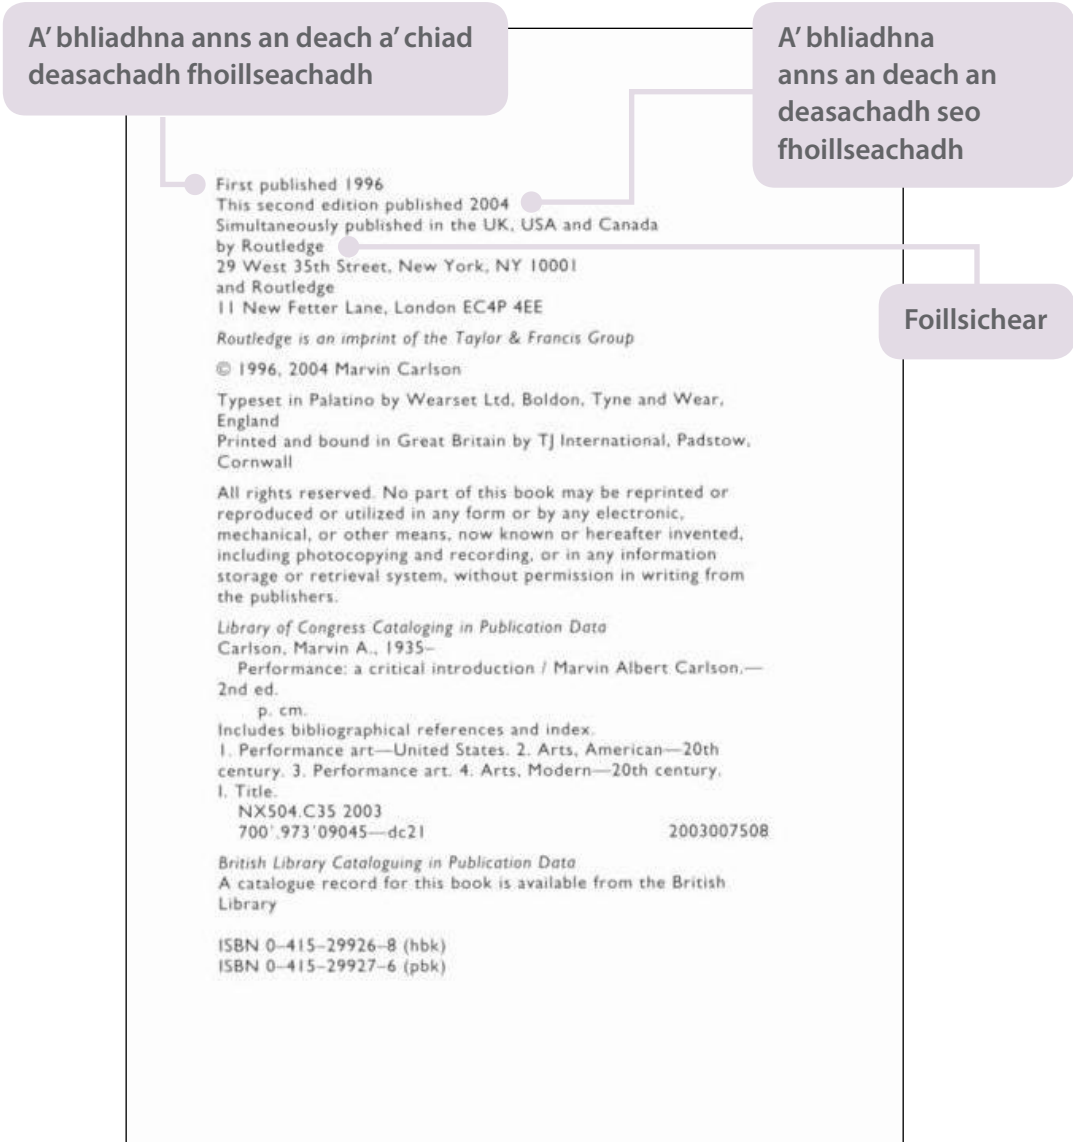 A’ bhliadhna anns an deach a’ chiad
deasachadh fhoillseachadh
A’ bhliadhna
anns an deach an
deasachadh seo
fhoillseachadh
First published 1996
This second edition published 2004
Simultaneously published in the UK, USA and Canada
by Routledge
29 West 35th Street, New York, NY 10001
and Routledge
11 New Fetter Lane, London EC4P 4EE
Foillsichear
Routledge is an imprint of the Taylor & Francis Group
© 1996, 2004 Marvin Carlson
Typeset in Palatino by Wearset Ltd, Boldon, Tyne and Wear,
England
Printed and bound in Great Britain by TJ International, Padstow,
Cornwall
All rights reserved. No part of this book may be reprinted or
reproduced or utilized in any form or by any electronic,
mechanical, or other means, now known or hereafter invented,
including photocopying and recording, or in any information
storage or retrieval system, without permission in writing from
the publishers.
Library of Congress Cataloging in Publication Data
Carlson, Marvin A., 1935–
Performance: a critical introduction / Marvin Albert Carlson.—
2nd ed.
p. cm.
Includes bibliographical references and index.
1. Performance art—United States. 2. Arts, American—20th
century. 3. Performance art. 4. Arts, Modern—20th century.
I. Title.
NX504.C35 2003
700'.973'09045—dc21 2003007508
British Library Cataloguing in Publication Data
A catalogue record for this book is available from the British
Library
ISBN 0–415–29926–8 (hbk)
ISBN 0–415–29927–6 (pbk)